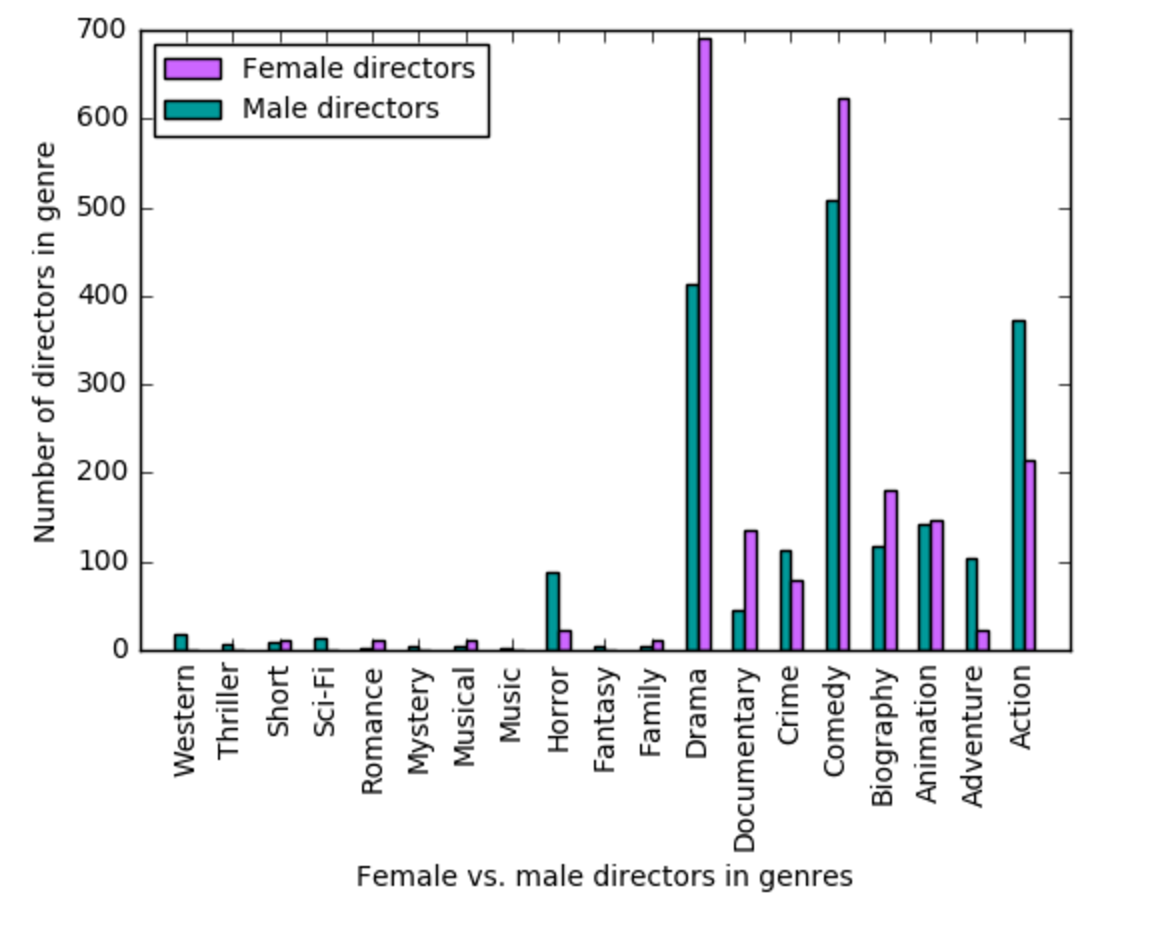 700
600
500
400
300
200
100
0
Number of directors in genre
Female directors
Male directors
Western
Thriller
Short
Sci-Fi
Romance
Mystery
Musical
Music
Horror
Fantasy
Family
Drama
Documentary
Crime
Comedy
Biography
Animation
Adventure
Action
Female vs. male directors in genres